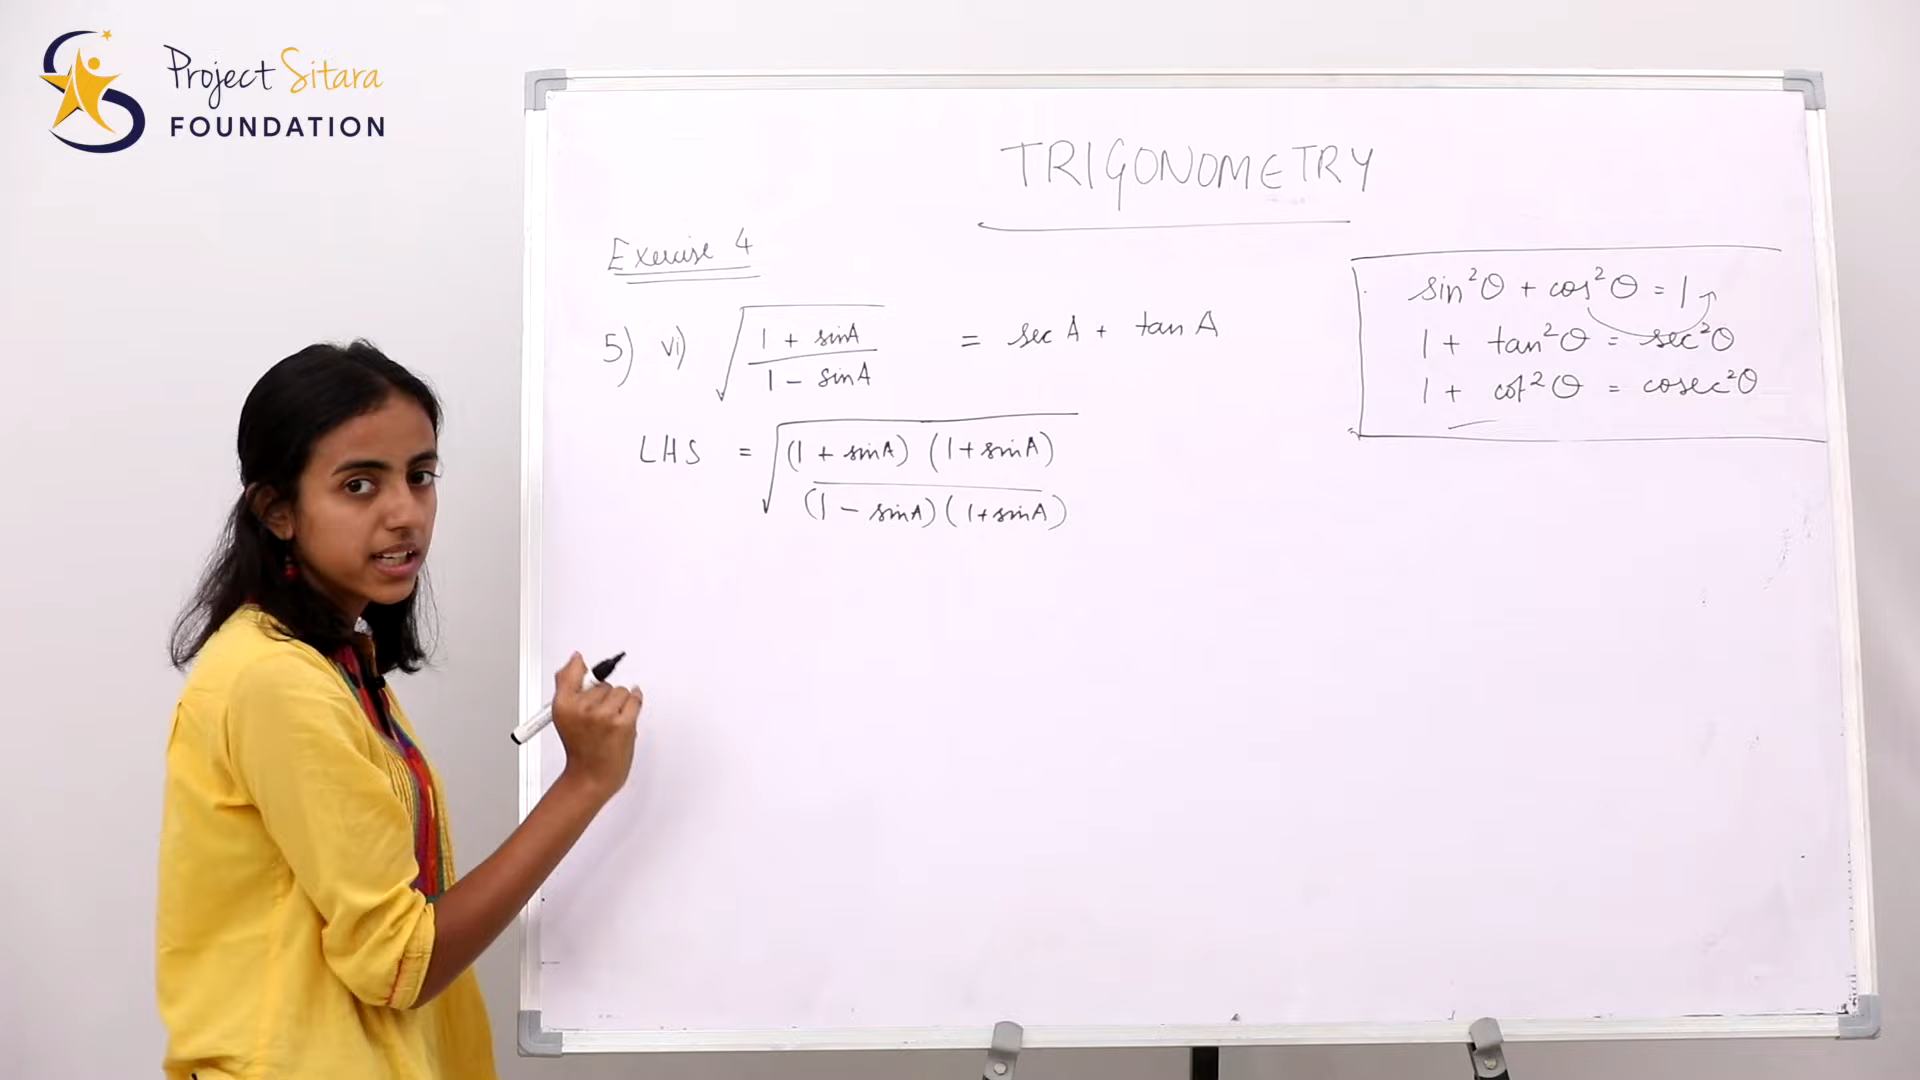 Project Sitara
FOUNDATION
TRIGONOMETRY
Exercise 4
5) vi) √((1 + sinA)/(1 − sinA)) = sec A + tan A
LHS = √((1 + sinA) (1 + sinA)/(1 − sinA) (1 + sinA))
sin²θ + cos²θ = 1
1 + tan²θ = sec²θ
1 + cot²θ = cosec²θ